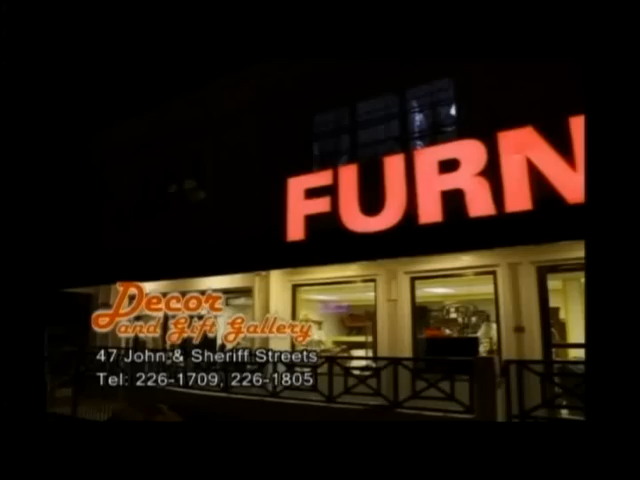 FURN
Decor
and Gift Gallery
47 John & Sheriff Streets
Tel: 226-1709, 226-1805